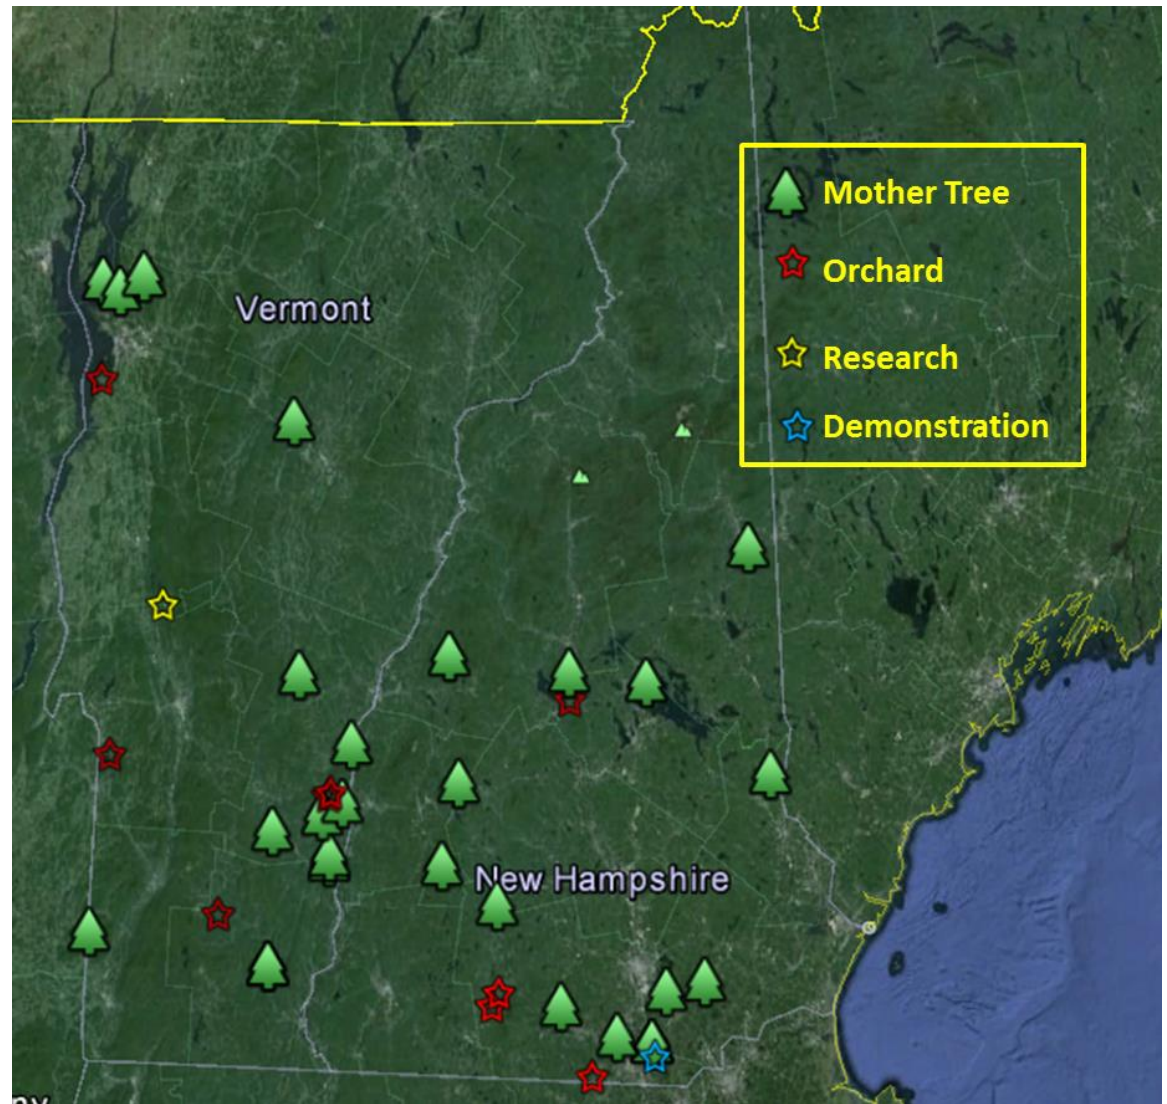 Mother Tree
Orchard
Vermont
Research
Demonstration
New Hampshire